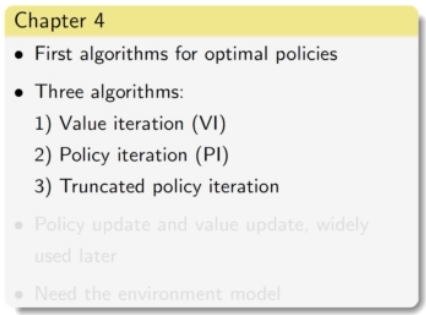 Chapter 4
• First algorithms for optimal policies
• Three algorithms:
1) Value iteration (VI)
2) Policy iteration (PI)
3) Truncated policy iteration
• Policy update and value update, widely
used later
• Need the environment model